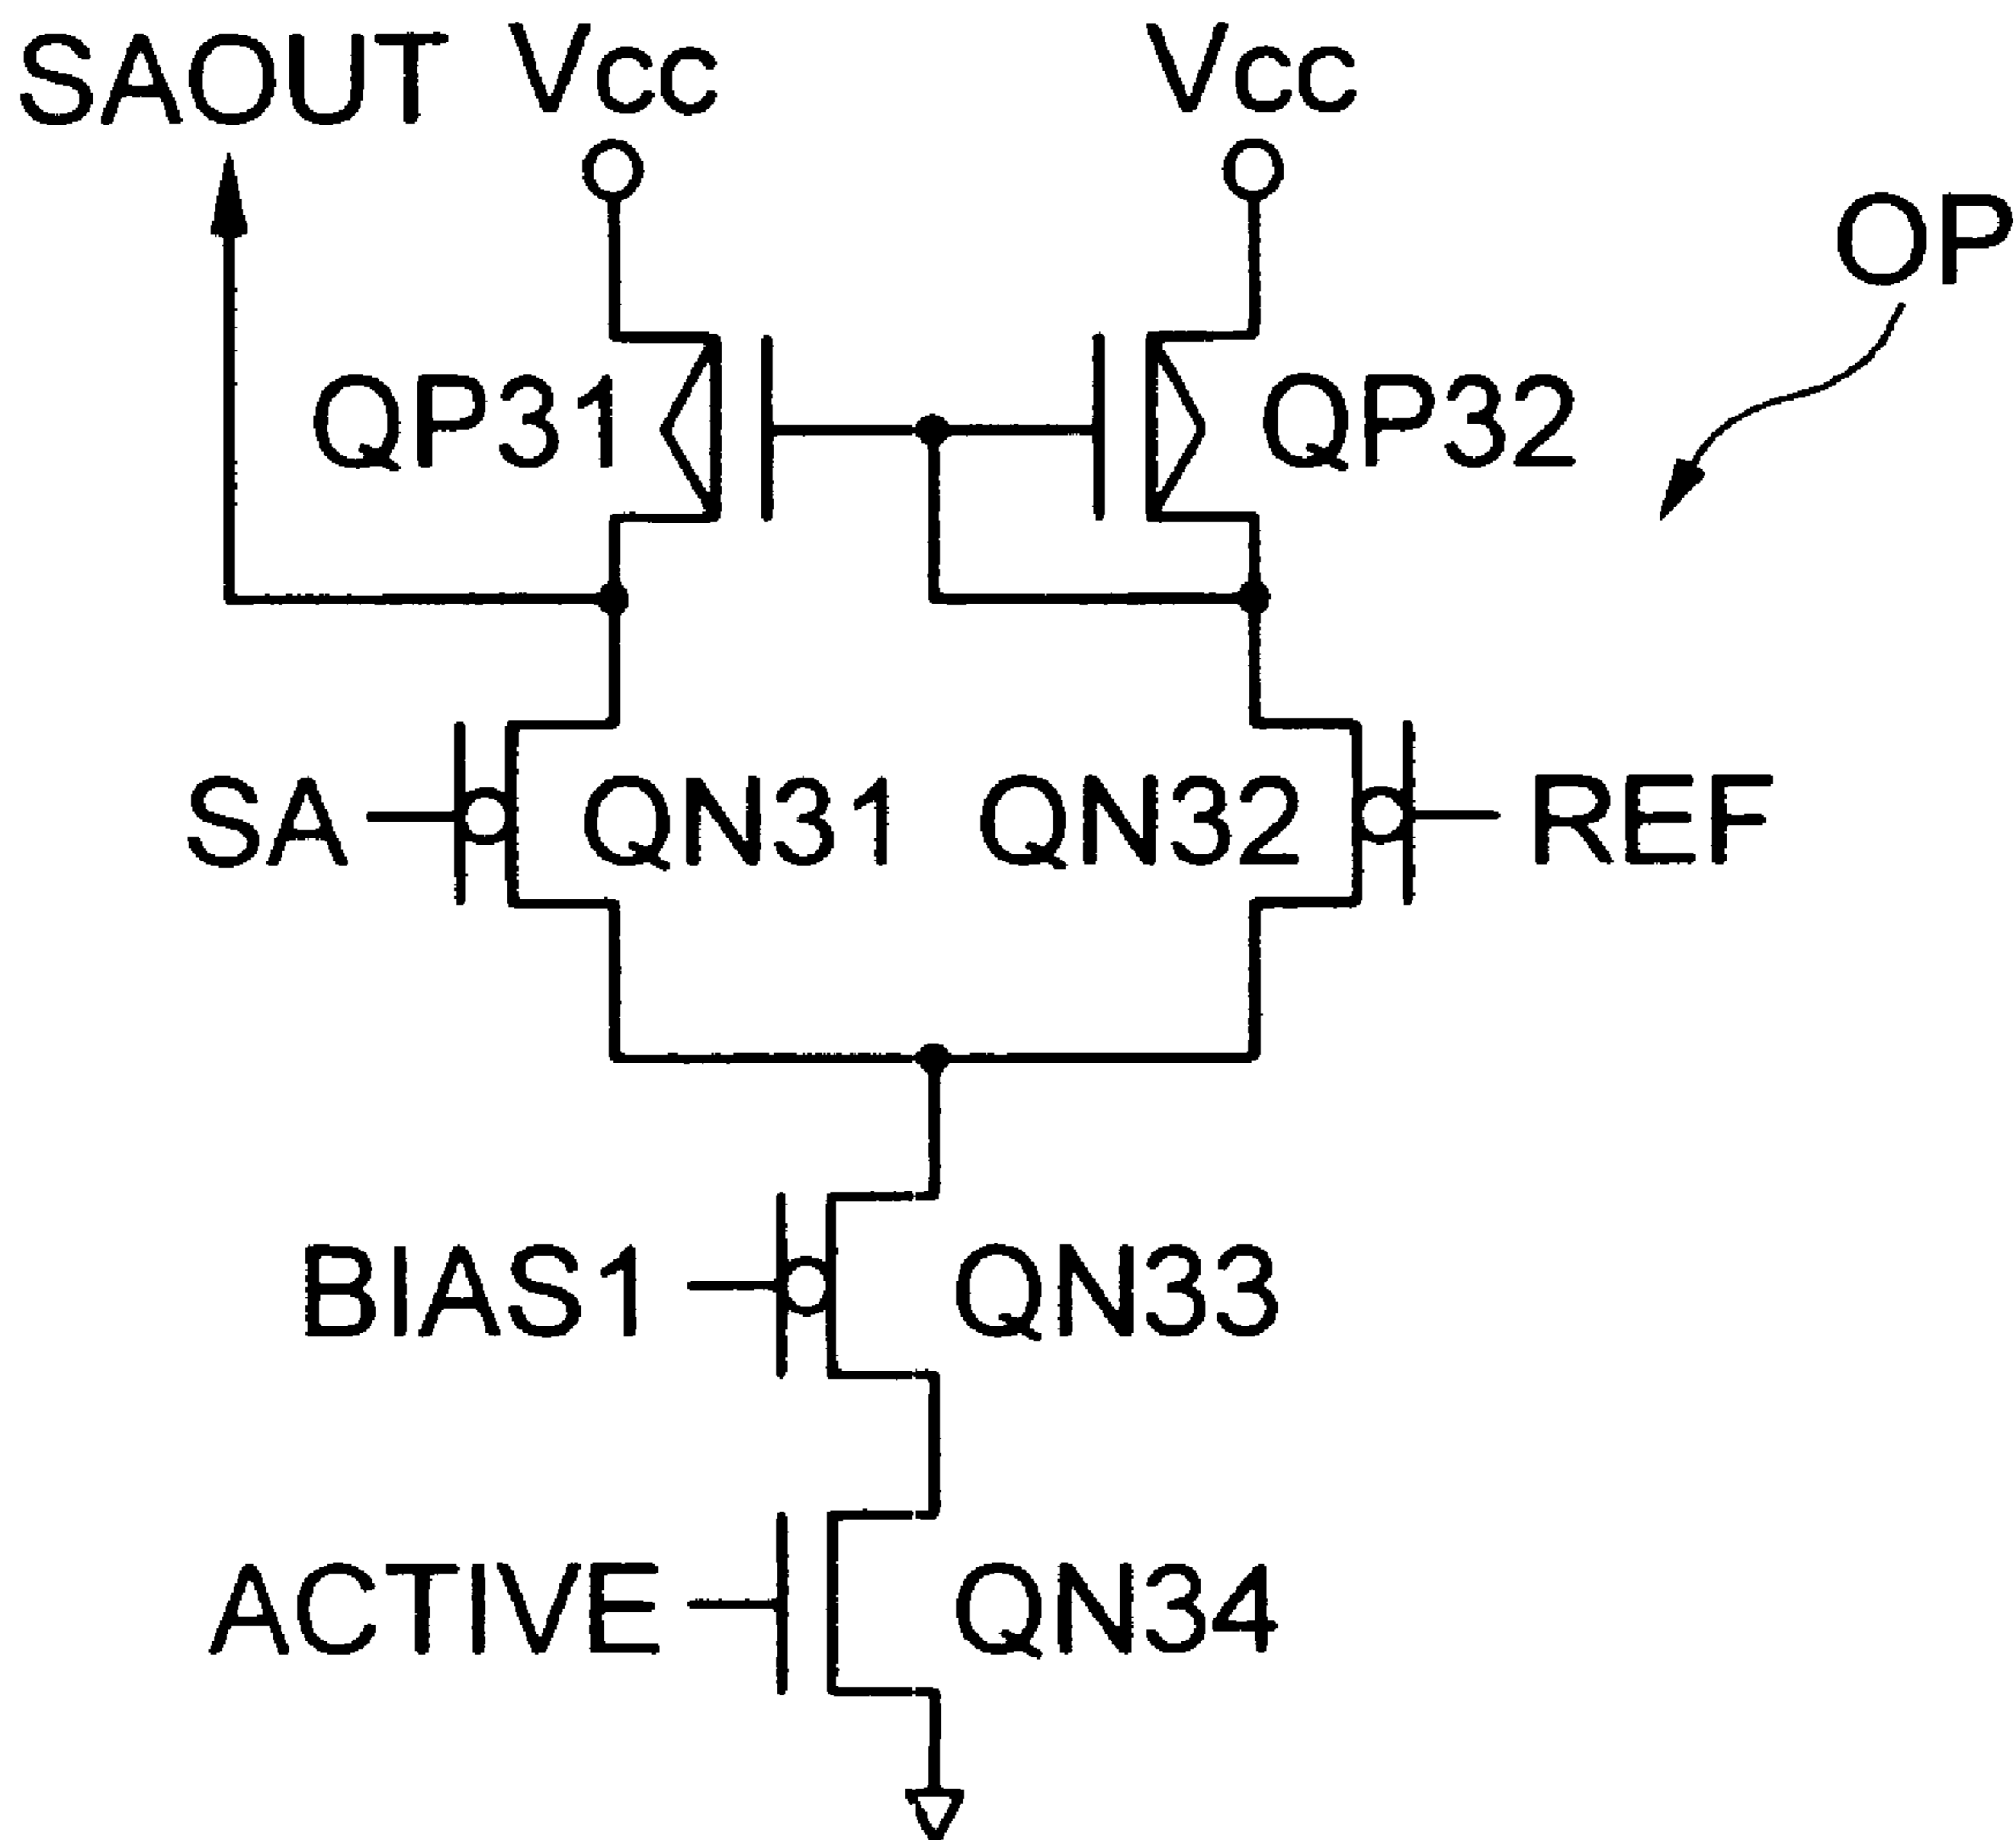 SAOUT Vcc Vcc
OP
QP31 QP32
SA QN31 QN32 REF
BIAS1 QN33
ACTIVE QN34